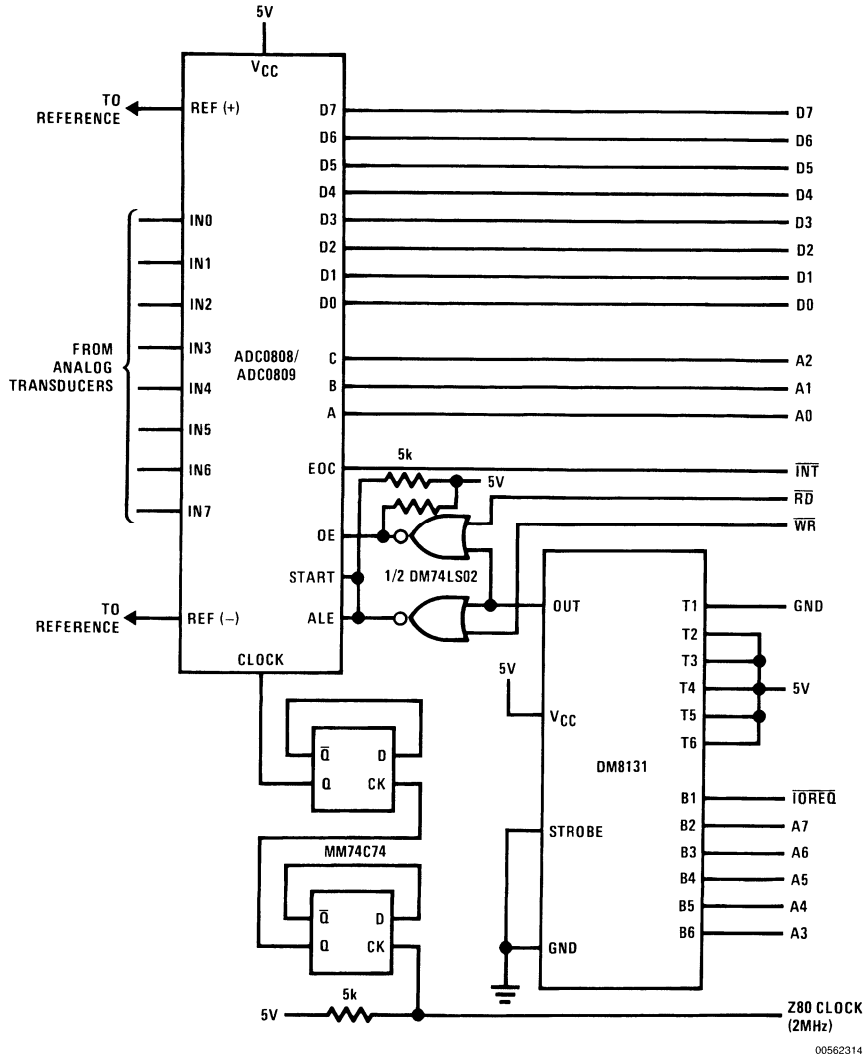 5V
VCC
TO
REFERENCE
REF (+)
D7
D7
D6
D6
D5
D5
D4
D4
IN0
D3
D3
D2
D2
IN1
D1
D1
IN2
D0
D0
FROM
ANALOG
TRANSDUCERS
IN3
ADC0808/
ADC0809
C
A2
IN4
B
A1
IN5
A
A0
5k
IN6
EOC
I̅N̅T̅
5V
R̅D̅
IN7
W̅R̅
OE
START
1/2 DM74LS02
TO
REFERENCE
REF (–)
ALE
OUT
T1
GND
T2
CLOCK
T3
5V
T4
5V
VCC
T5
T6
Q̅
D
DM8131
Q
CK
B1
I̅O̅R̅E̅Q̅
STROBE
B2
A7
MM74C74
B3
A6
B4
A5
Q̅
D
B5
A4
Q
CK
GND
B6
A3
5k
5V
Z80 CLOCK
(2MHz)
00562314